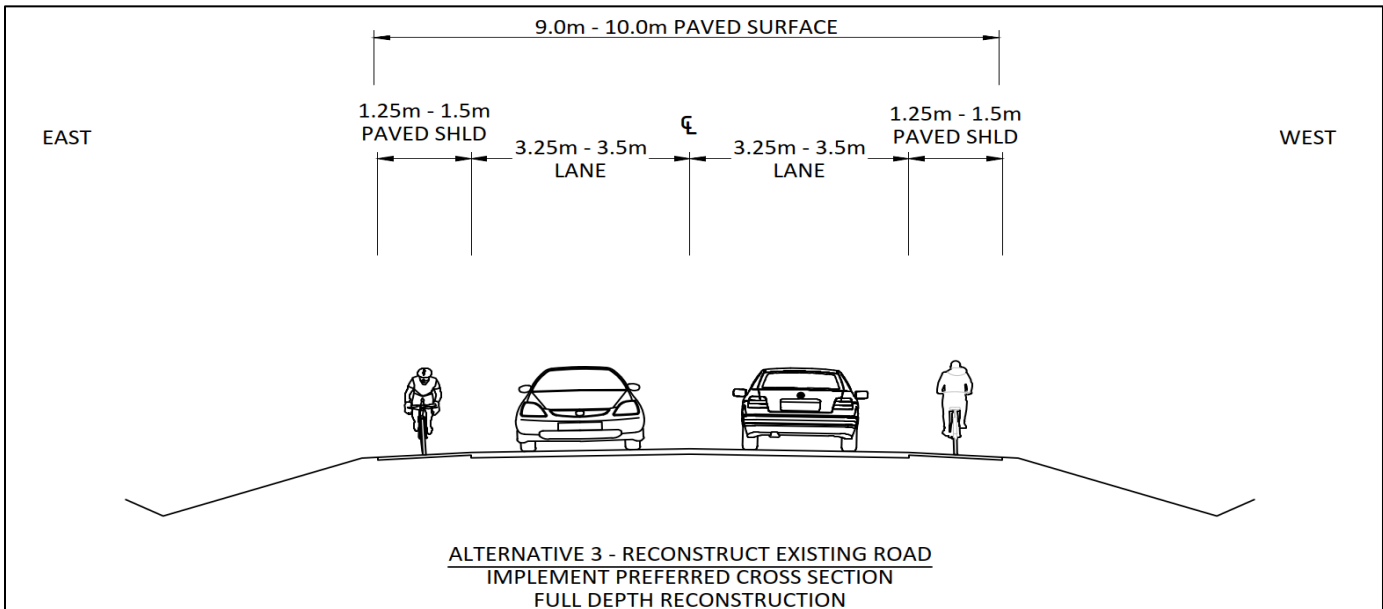 9.0m - 10.0m PAVED SURFACE
EAST
1.25m - 1.5m
PAVED SHLD
3.25m - 3.5m
LANE
℄
3.25m - 3.5m
LANE
1.25m - 1.5m
PAVED SHLD
WEST
ALTERNATIVE 3 - RECONSTRUCT EXISTING ROAD
IMPLEMENT PREFERRED CROSS SECTION
FULL DEPTH RECONSTRUCTION